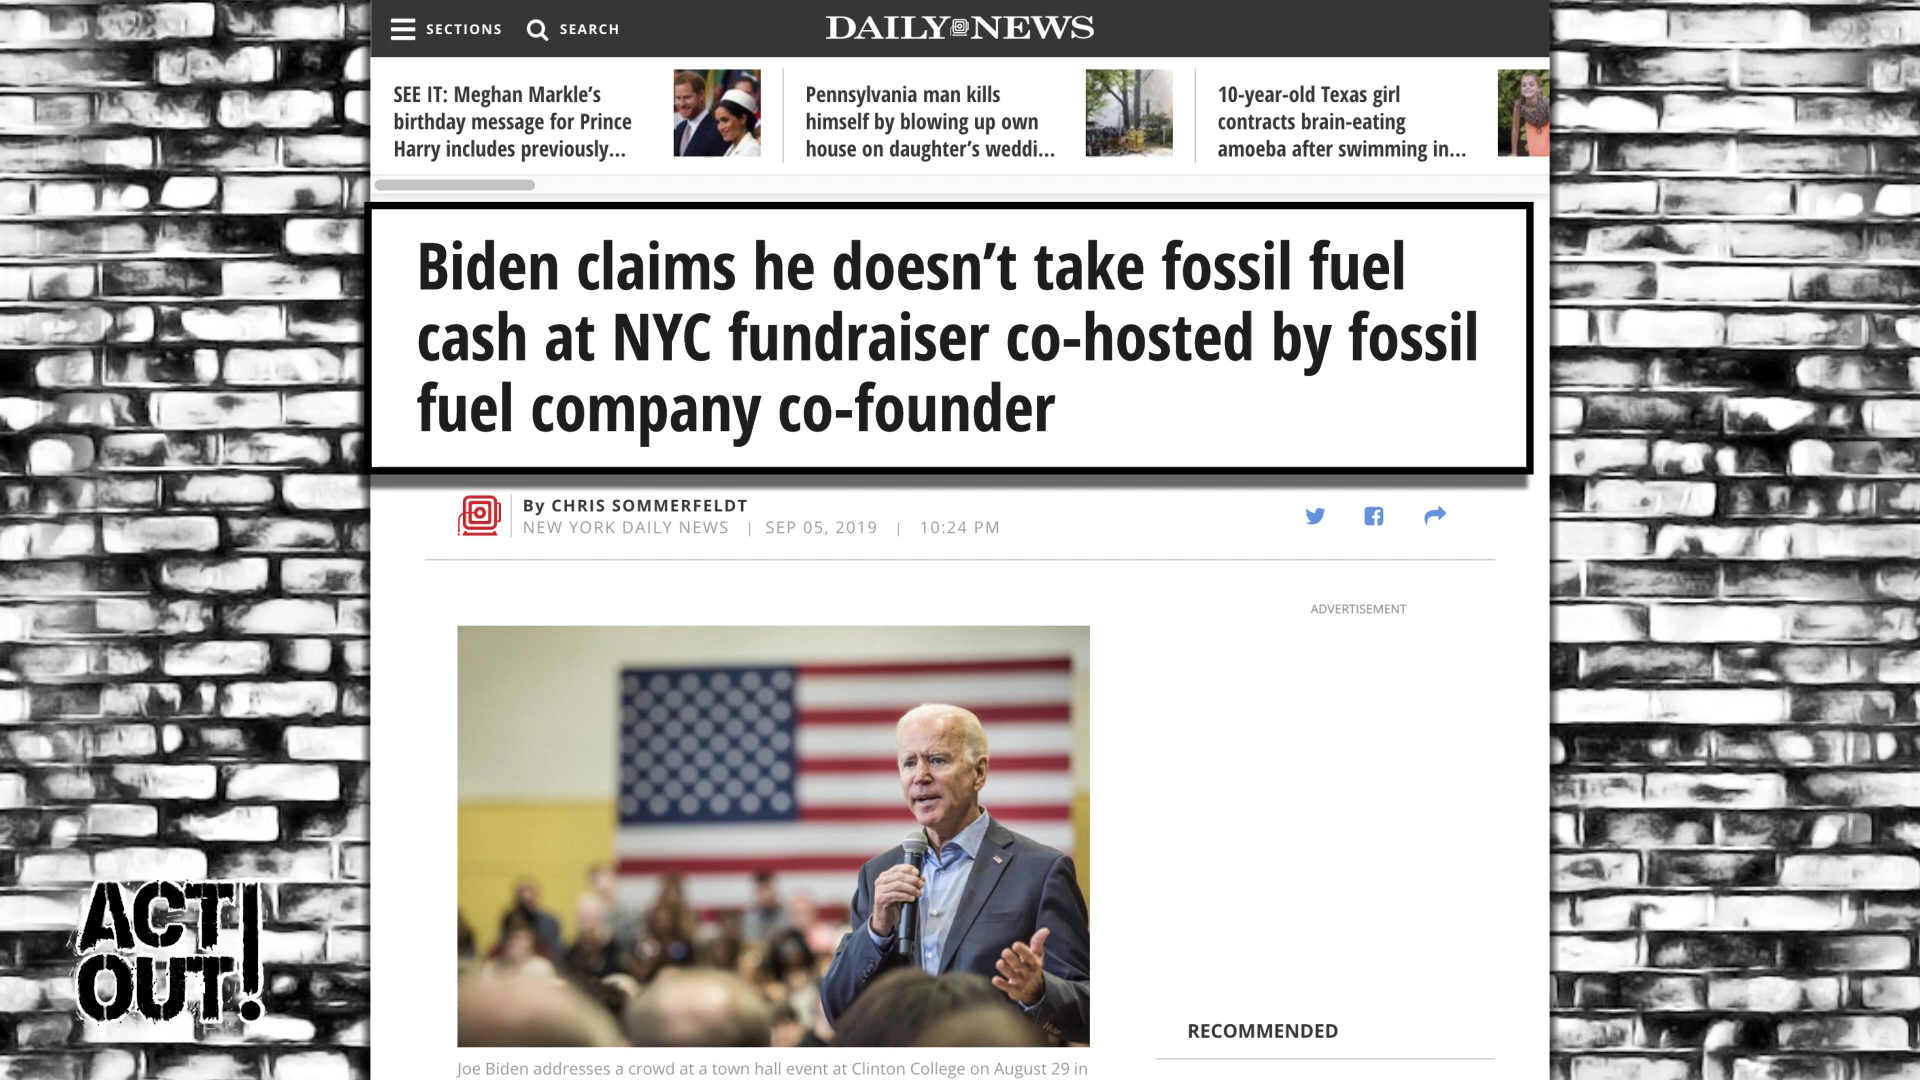 SECTIONS
SEARCH
DAILY NEWS
SEE IT: Meghan Markle’s
birthday message for Prince
Harry includes previously...
Pennsylvania man kills
himself by blowing up own
house on daughter’s weddi...
10-year-old Texas girl
contracts brain-eating
amoeba after swimming in...
Biden claims he doesn’t take fossil fuel
cash at NYC fundraiser co-hosted by fossil
fuel company co-founder
By CHRIS SOMMERFELDT
NEW YORK DAILY NEWS | SEP 05, 2019 | 10:24 PM
ADVERTISEMENT
RECOMMENDED
Joe Biden addresses a crowd at a town hall event at Clinton College on August 29 in
ACT
OUT!